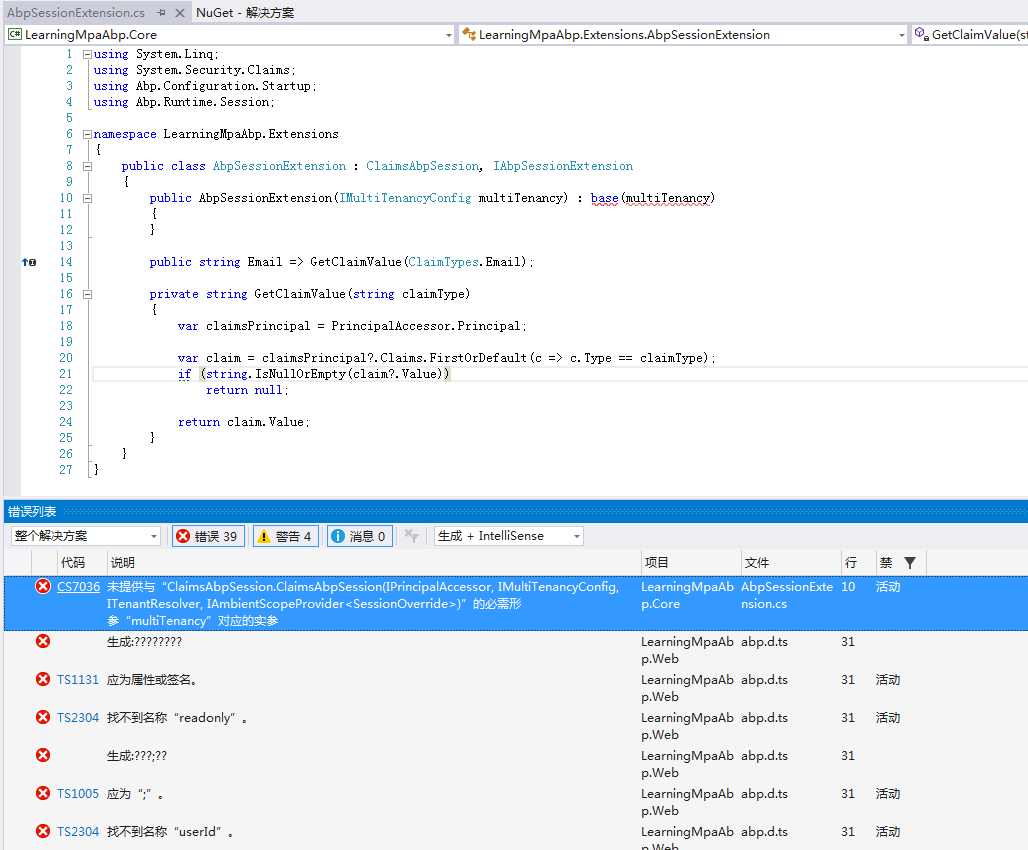 AbpSessionExtension.cs NuGet - 解决方案
C# LearningMpaAbp.Core LearningMpaAbp.Extensions.AbpSessionExtension GetClaimValue(st
1 using System.Linq;
2 using System.Security.Claims;
3 using Abp.Configuration.Startup;
4 using Abp.Runtime.Session;
5
6 namespace LearningMpaAbp.Extensions
7 {
8 public class AbpSessionExtension : ClaimsAbpSession, IAbpSessionExtension
9 {
10 public AbpSessionExtension(IMultiTenancyConfig multiTenancy) : base(multiTenancy)
11 {
12 }
13
14 public string Email => GetClaimValue(ClaimTypes.Email);
15
16 private string GetClaimValue(string claimType)
17 {
18 var claimsPrincipal = PrincipalAccessor.Principal;
19
20 var claim = claimsPrincipal?.Claims.FirstOrDefault(c => c.Type == claimType);
21 if (string.IsNullOrEmpty(claim?.Value))
22 return null;
23
24 return claim.Value;
25 }
26 }
27 }
错误列表
整个解决方案 错误 39 警告 4 消息 0 生成 + IntelliSense
代码 说明 项目 文件 行 禁
CS7036 未提供与“ClaimsAbpSession.ClaimsAbpSession(IPrincipalAccessor, IMultiTenancyConfig, LearningMpaAb AbpSessionExte 10 活动
ITenantResolver, IAmbientScopeProvider<SessionOverride>)”的必需形 p.Core nsion.cs
参“multiTenancy”对应的实参
生成:???????? LearningMpaAb abp.d.ts 31
p.Web
TS1131 应为属性或签名。 LearningMpaAb abp.d.ts 31 活动
p.Web
TS2304 找不到名称“readonly”。 LearningMpaAb abp.d.ts 31 活动
p.Web
生成:???;?? LearningMpaAb abp.d.ts 31
p.Web
TS1005 应为“;”。 LearningMpaAb abp.d.ts 31 活动
p.Web
TS2304 找不到名称“userId”。 LearningMpaAb abp.d.ts 31 活动
p.Web